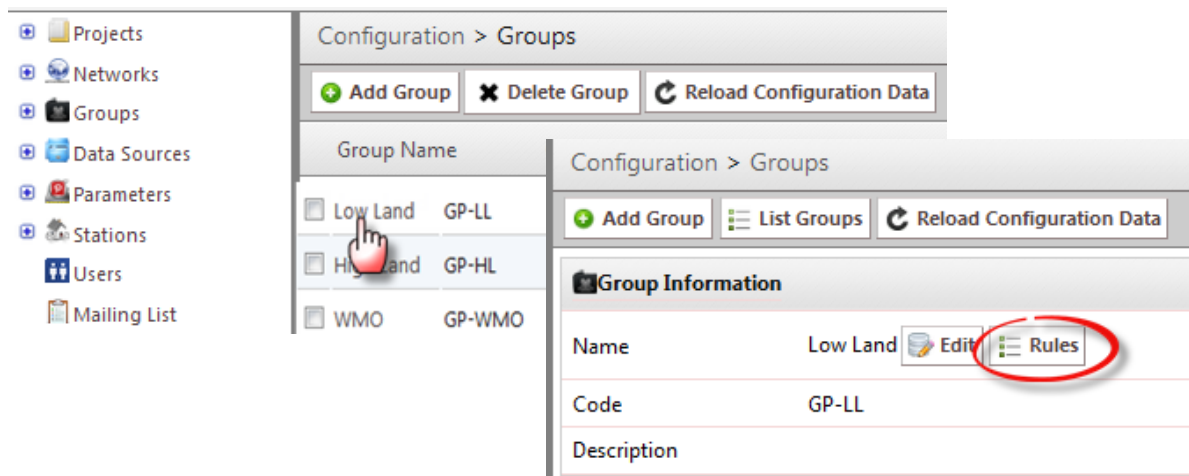 Projects
Networks
Groups
Data Sources
Parameters
Stations
Users
Mailing List
Configuration > Groups
Add Group Delete Group Reload Configuration Data
Group Name
Low Land GP-LL
High Land GP-HL
WMO GP-WMO
Configuration > Groups
Add Group List Groups Reload Configuration Data
Group Information
Name Low Land Edit Rules
Code GP-LL
Description